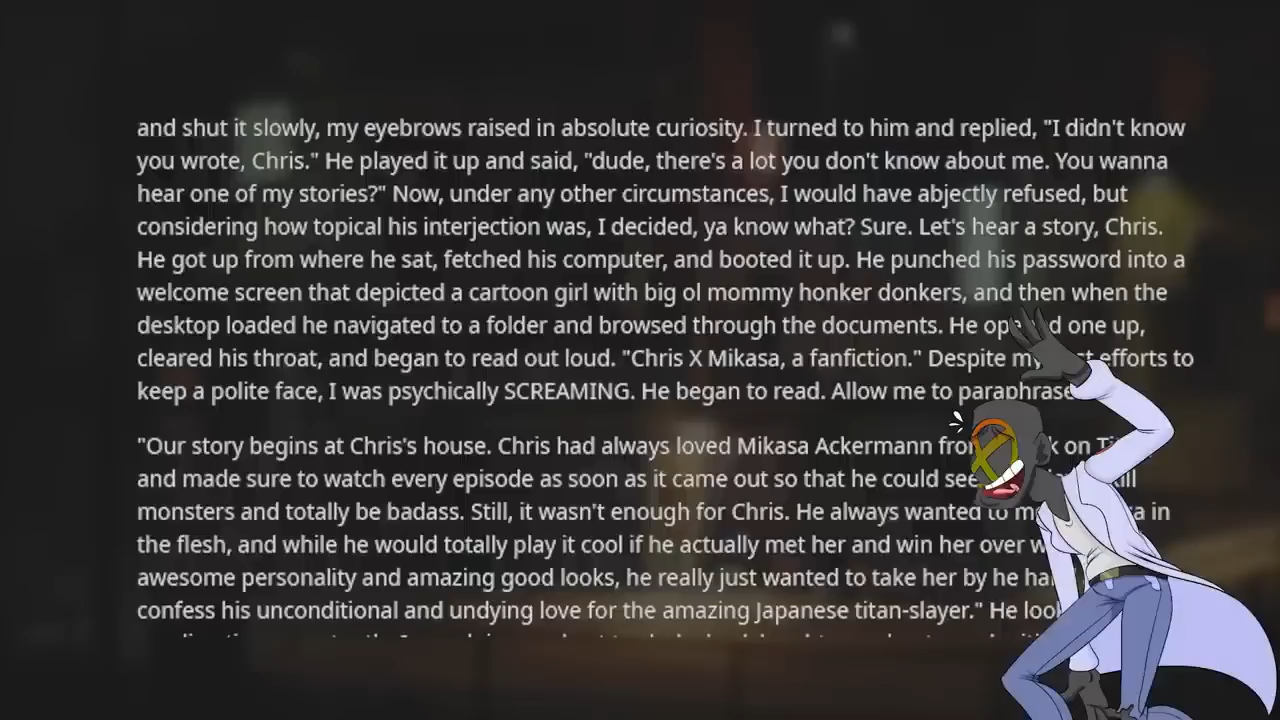 and shut it slowly, my eyebrows raised in absolute curiosity. I turned to him and replied, "I didn't know
you wrote, Chris." He played it up and said, "dude, there's a lot you don't know about me. You wanna
hear one of my stories?" Now, under any other circumstances, I would have abjectly refused, but
considering how topical his interjection was, I decided, ya know what? Sure. Let's hear a story, Chris.
He got up from where he sat, fetched his computer, and booted it up. He punched his password into a
welcome screen that depicted a cartoon girl with big ol mommy honker donkers, and then when the
desktop loaded he navigated to a folder and browsed through the documents. He one up,
cleared his throat, and began to read out loud. "Chris X Mikasa, a fanfiction." Despite efforts to
keep a polite face, I was psychically SCREAMING. He began to read. Allow me to paraphrase
"Our story begins at Chris's house. Chris had always loved Mikasa Ackermann on
and made sure to watch every episode as soon as it came out so that he could see
monsters and totally be badass. Still, it wasn't enough for Chris. He always wanted to in
the flesh, and while he would totally play it cool if he actually met her and win her over
awesome personality and amazing good looks, he really just wanted to take her by he
confess his unconditional and undying love for the amazing Japanese titan-slayer." He